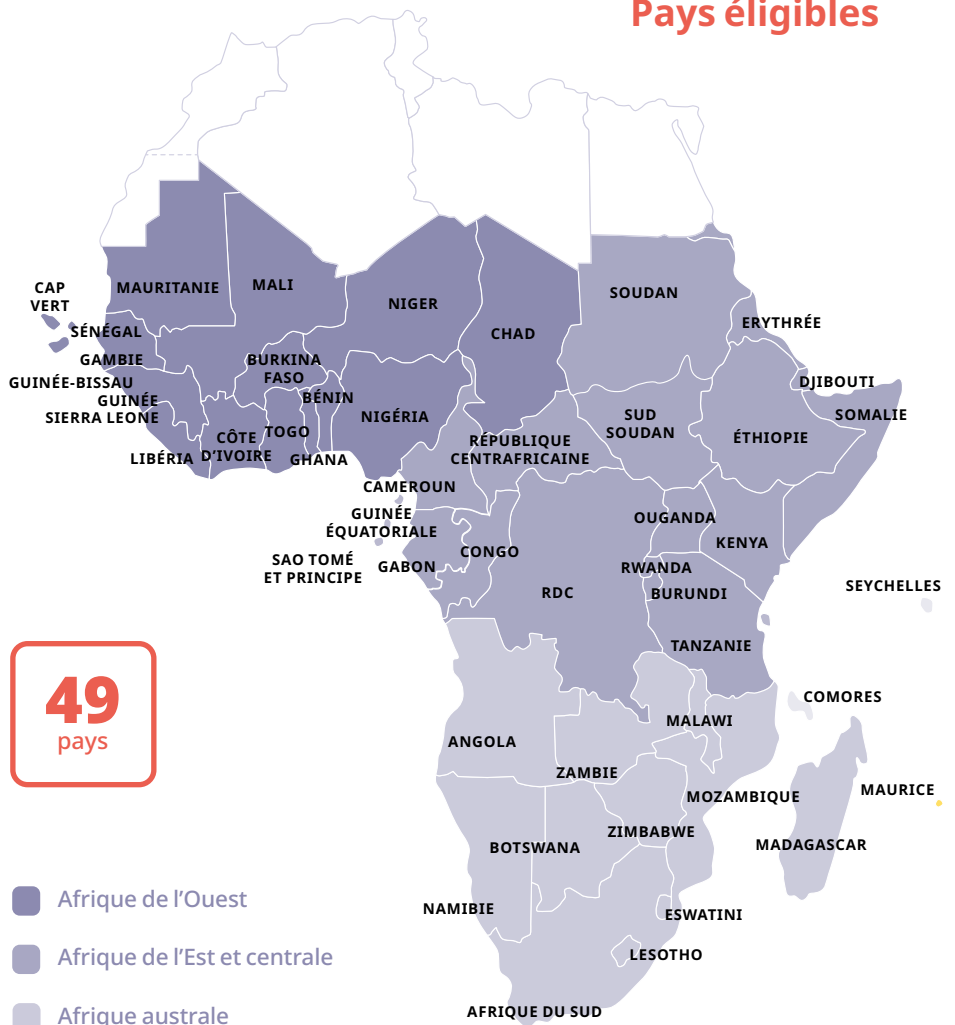 Pays éligibles
MAURITANIE
MALI
CAP
VERT
NIGER
SOUDAN
ERYTHRÉE
SÉNÉGAL
CHAD
GAMBIE
BURKINA
FASO
GUINÉE-BISSAU
DJIBOUTI
GUINÉE
BÉNIN
SIERRA LEONE
NIGÉRIA
SUD
SOUDAN
SOMALIE
CÔTE
D'IVOIRE
TOGO
ÉTHIOPIE
LIBÉRIA
GHANA
RÉPUBLIQUE
CENTRAFRICAINE
CAMEROUN
GUINÉE
ÉQUATORIALE
OUGANDA
KENYA
SAO TOMÉ
ET PRINCIPE
GABON
CONGO
RWANDA
RDC
BURUNDI
SEYCHELLES
TANZANIE
49
pays
COMORES
MALAWI
ANGOLA
ZAMBIE
MOZAMBIQUE
MAURICE
ZIMBABWE
BOTSWANA
MADAGASCAR
NAMIBIE
ESWATINI
LESOTHO
AFRIQUE DU SUD
Afrique de l'Ouest
Afrique de l'Est et centrale
Afrique australe